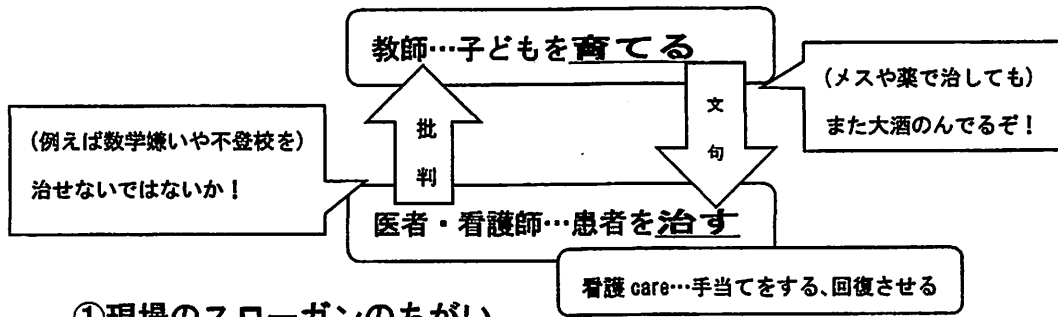 教師…子どもを育てる
(メスや薬で治しても)
また大酒のんでるぞ！
文
句
批
判
(例えば数学嫌いや不登校を)
治せないではないか！
医者・看護師…患者を治す
看護 care…手当てをする、回復させる
①現場のスローガンのちがい